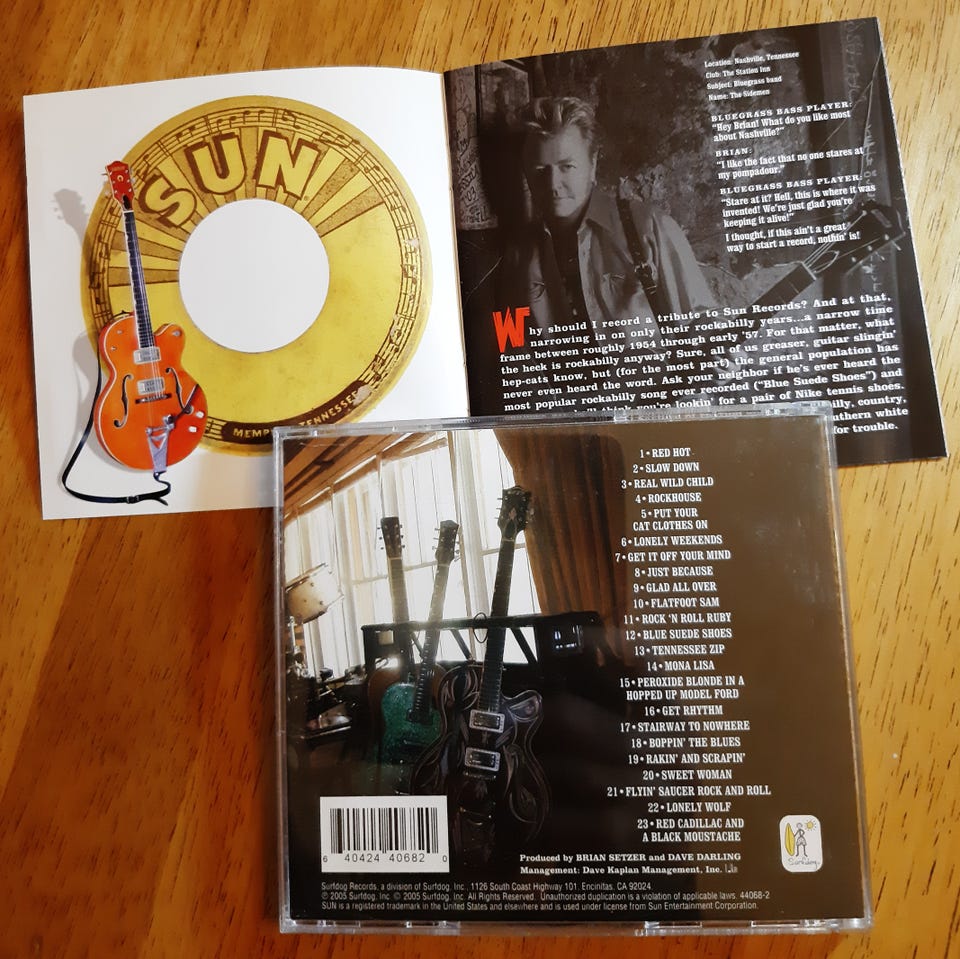 SUN
MEMPHIS, TENNESSEE
Location: Nashville, Tennessee
Club: The Station Inn
Subject: Bluegrass band
Name: The Sidemen
BLUEGRASS BASS PLAYER:
“Hey Brian! What do you like most
about Nashville?”
BRIAN:
“I like the fact that no one stares at
my pompadour.”
BLUEGRASS BASS PLAYER:
“Stare at it? Hell, this is where it was
invented! We're just glad you're
keeping it alive!”
I thought, if this ain't a great
way to start a record, nothin' is!
Why should I record a tribute to Sun Records? And at that,
narrowing in on only their rockabilly years...a narrow time
frame between roughly 1954 through early '57. For that matter, what
the heck is rockabilly anyway? Sure, all of us greaser, guitar slingin'
hep-cats know, but (for the most part) the general population has
never even heard the word. Ask your neighbor if he's ever heard the
most popular rockabilly song ever recorded (“Blue Suede Shoes”) and
think you're lookin' for a pair of Nike tennis shoes.
country,
white
for trouble.
1•RED HOT
2•SLOW DOWN
3•REAL WILD CHILD
4•ROCKHOUSE
5•PUT YOUR
CAT CLOTHES ON
6•LONELY WEEKENDS
7•GET IT OFF YOUR MIND
8•JUST BECAUSE
9•GLAD ALL OVER
10•FLATFOOT SAM
11•ROCK 'N ROLL RUBY
12•BLUE SUEDE SHOES
13•TENNESSEE ZIP
14•MONA LISA
15•PEROXIDE BLONDE IN A
HOPPED UP MODEL FORD
16•GET RHYTHM
17•STAIRWAY TO NOWHERE
18•BOPPIN' THE BLUES
19•RAKIN' AND SCRAPIN'
20•SWEET WOMAN
21•FLYIN' SAUCER ROCK AND ROLL
22•LONELY WOLF
23•RED CADILLAC AND
A BLACK MOUSTACHE
Produced by BRIAN SETZER and DAVE DARLING
Management: Dave Kaplan Management, Inc.
6 40424 40682 0
Surfdog
Surfdog Records, a division of Surfdog, Inc., 1126 South Coast Highway 101, Encinitas, CA 92024
℗ 2005 Surfdog, Inc. © 2005 Surfdog, Inc. All Rights Reserved. Unauthorized duplication is a violation of applicable laws. 44068-2
SUN is a registered trademark in the United States and elsewhere and is used under license from Sun Entertainment Corporation.